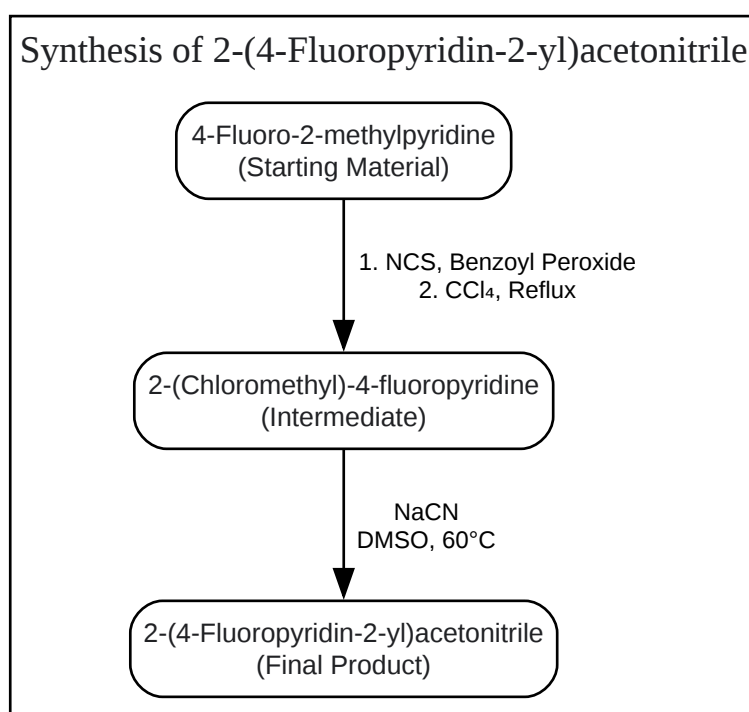 Synthesis of 2-(4-Fluoropyridin-2-yl)acetonitrile
4-Fluoro-2-methylpyridine
(Starting Material)
1. NCS, Benzoyl Peroxide
2. CCl₄, Reflux
2-(Chloromethyl)-4-fluoropyridine
(Intermediate)
NaCN
DMSO, 60°C
2-(4-Fluoropyridin-2-yl)acetonitrile
(Final Product)